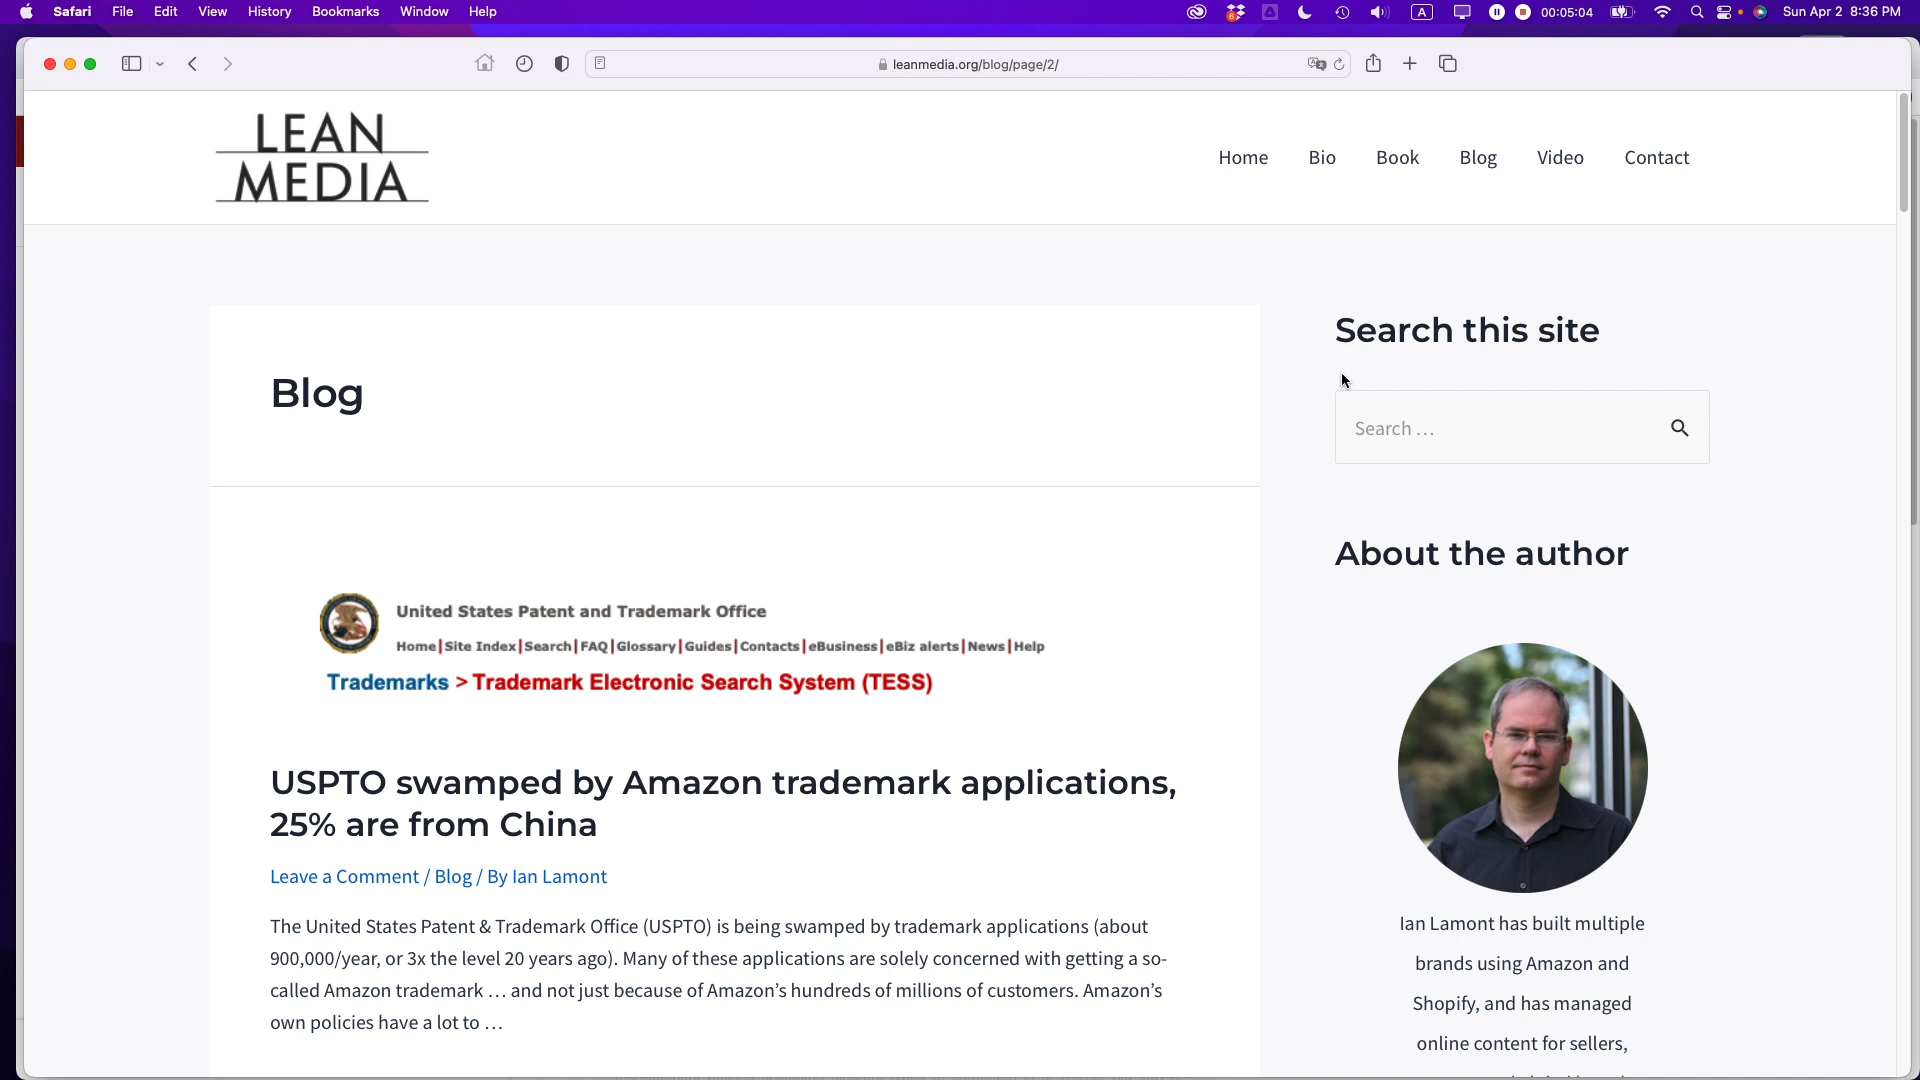 Safari File Edit View History Bookmarks Window Help
6 A 00:05:04 Sun Apr 2 8:36 PM
leanmedia.org/blog/page/2/
LEAN
MEDIA
Home Bio Book Blog Video Contact
Blog
United States Patent and Trademark Office
Home|Site Index|Search|FAQ|Glossary|Guides|Contacts|eBusiness|eBiz alerts|News|Help
Trademarks > Trademark Electronic Search System (TESS)
USPTO swamped by Amazon trademark applications,
25% are from China
Leave a Comment / Blog / By Ian Lamont
The United States Patent & Trademark Office (USPTO) is being swamped by trademark applications (about
900,000/year, or 3x the level 20 years ago). Many of these applications are solely concerned with getting a so-
called Amazon trademark … and not just because of Amazon’s hundreds of millions of customers. Amazon’s
own policies have a lot to …
Search this site
Search …
About the author
Ian Lamont has built multiple
brands using Amazon and
Shopify, and has managed
online content for sellers,